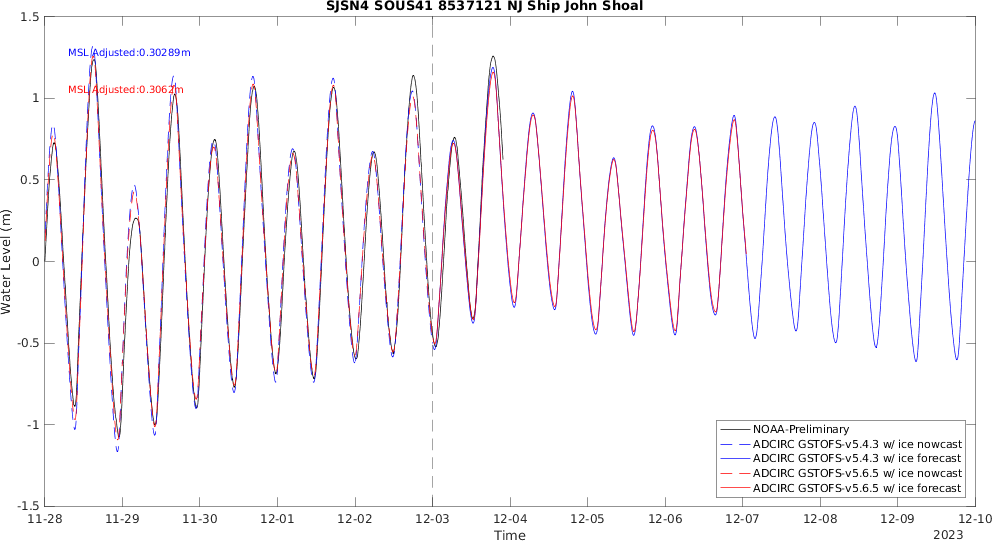 SJSN4 SOUS41 8537121 NJ Ship John Shoal
1.5
1
0.5
0
-0.5
-1
-1.5
Water Level (m)
MSL Adjusted:0.30289m
MSL Adjusted:0.3062m
NOAA-Preliminary
ADCIRC GSTOFS-v5.4.3 w/ ice nowcast
ADCIRC GSTOFS-v5.4.3 w/ ice forecast
ADCIRC GSTOFS-v5.6.5 w/ ice nowcast
ADCIRC GSTOFS-v5.6.5 w/ ice forecast
11-28 11-29 11-30 12-01 12-02 12-03 12-04 12-05 12-06 12-07 12-08 12-09 12-10
Time
2023